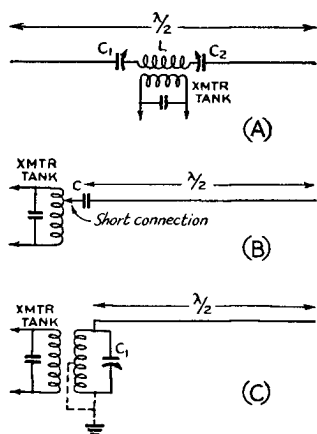 λ/2
C₁ L C₂
XMTR
TANK
(A)
XMTR
TANK
C λ/2
Short connection
(B)
XMTR
TANK
λ/2
C₁
(C)